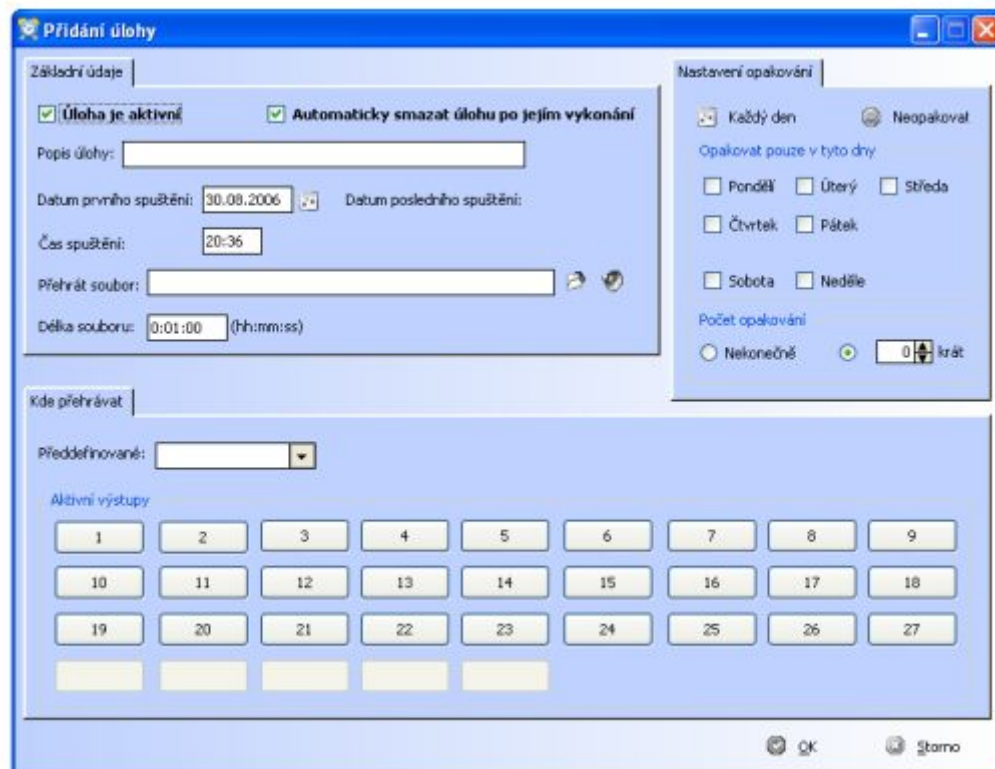 Přidání úlohy
Základní údaje
Úloha je aktivní
Automaticky smazat úlohu po jejím vykonání
Popis úlohy:
Datum prvního spuštění: 30.08.2006
Datum posledního spuštění:
Čas spuštění: 20:36
Přehrát soubor:
Délka souboru: 0:01:00 (hh:mm:ss)
Nastavení opakování
Každý den
Neopakovat
Opakovat pouze v tyto dny
Pondělí Úterý Středa
Čtvrtek Pátek
Sobota Neděle
Počet opakování
Nekonečně 0 krát
Kde přehrávat
Předdefinované:
Aktivní výstupy
1 2 3 4 5 6 7 8 9
10 11 12 13 14 15 16 17 18
19 20 21 22 23 24 25 26 27
OK Storno